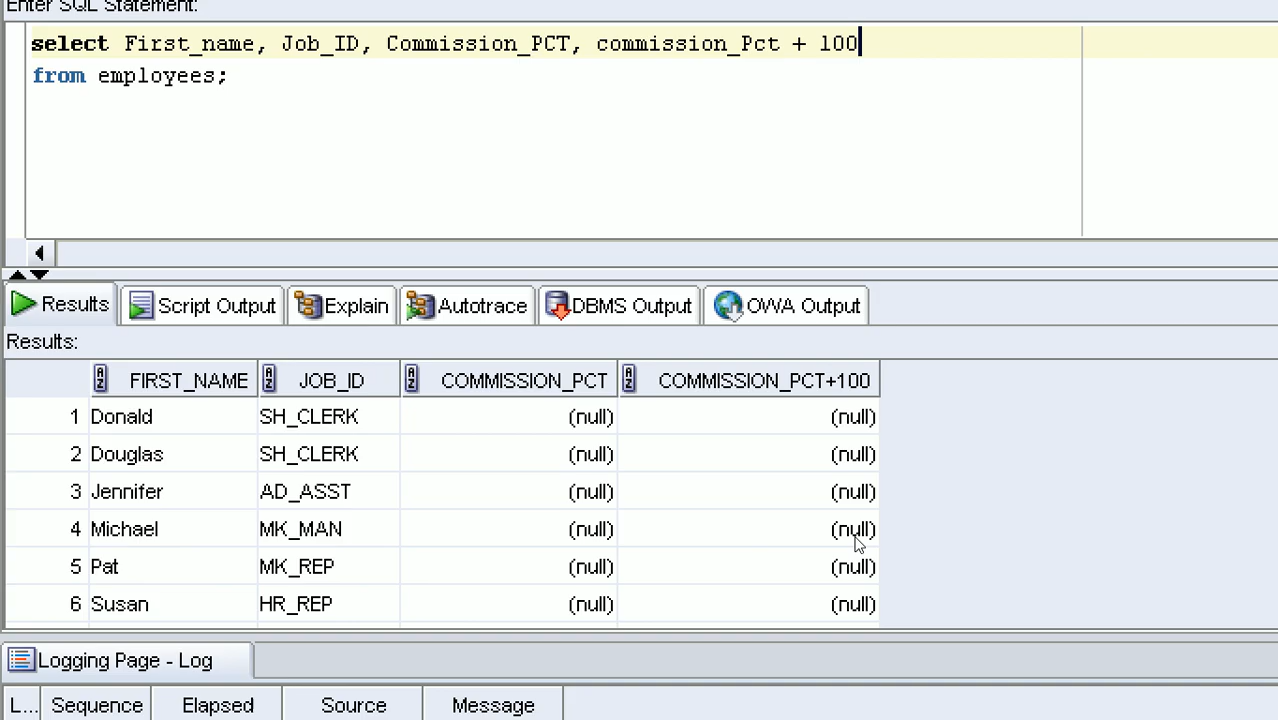 Enter SQL Statement:
select First_name, Job_ID, Commission_PCT, commission_Pct + 100
from employees;
Results Script Output Explain Autotrace DBMS Output OWA Output
Results:
FIRST_NAME JOB_ID COMMISSION_PCT COMMISSION_PCT+100
1 Donald SH_CLERK (null) (null)
2 Douglas SH_CLERK (null) (null)
3 Jennifer AD_ASST (null) (null)
4 Michael MK_MAN (null) (null)
5 Pat MK_REP (null) (null)
6 Susan HR_REP (null) (null)
Logging Page - Log
L... Sequence Elapsed Source Message